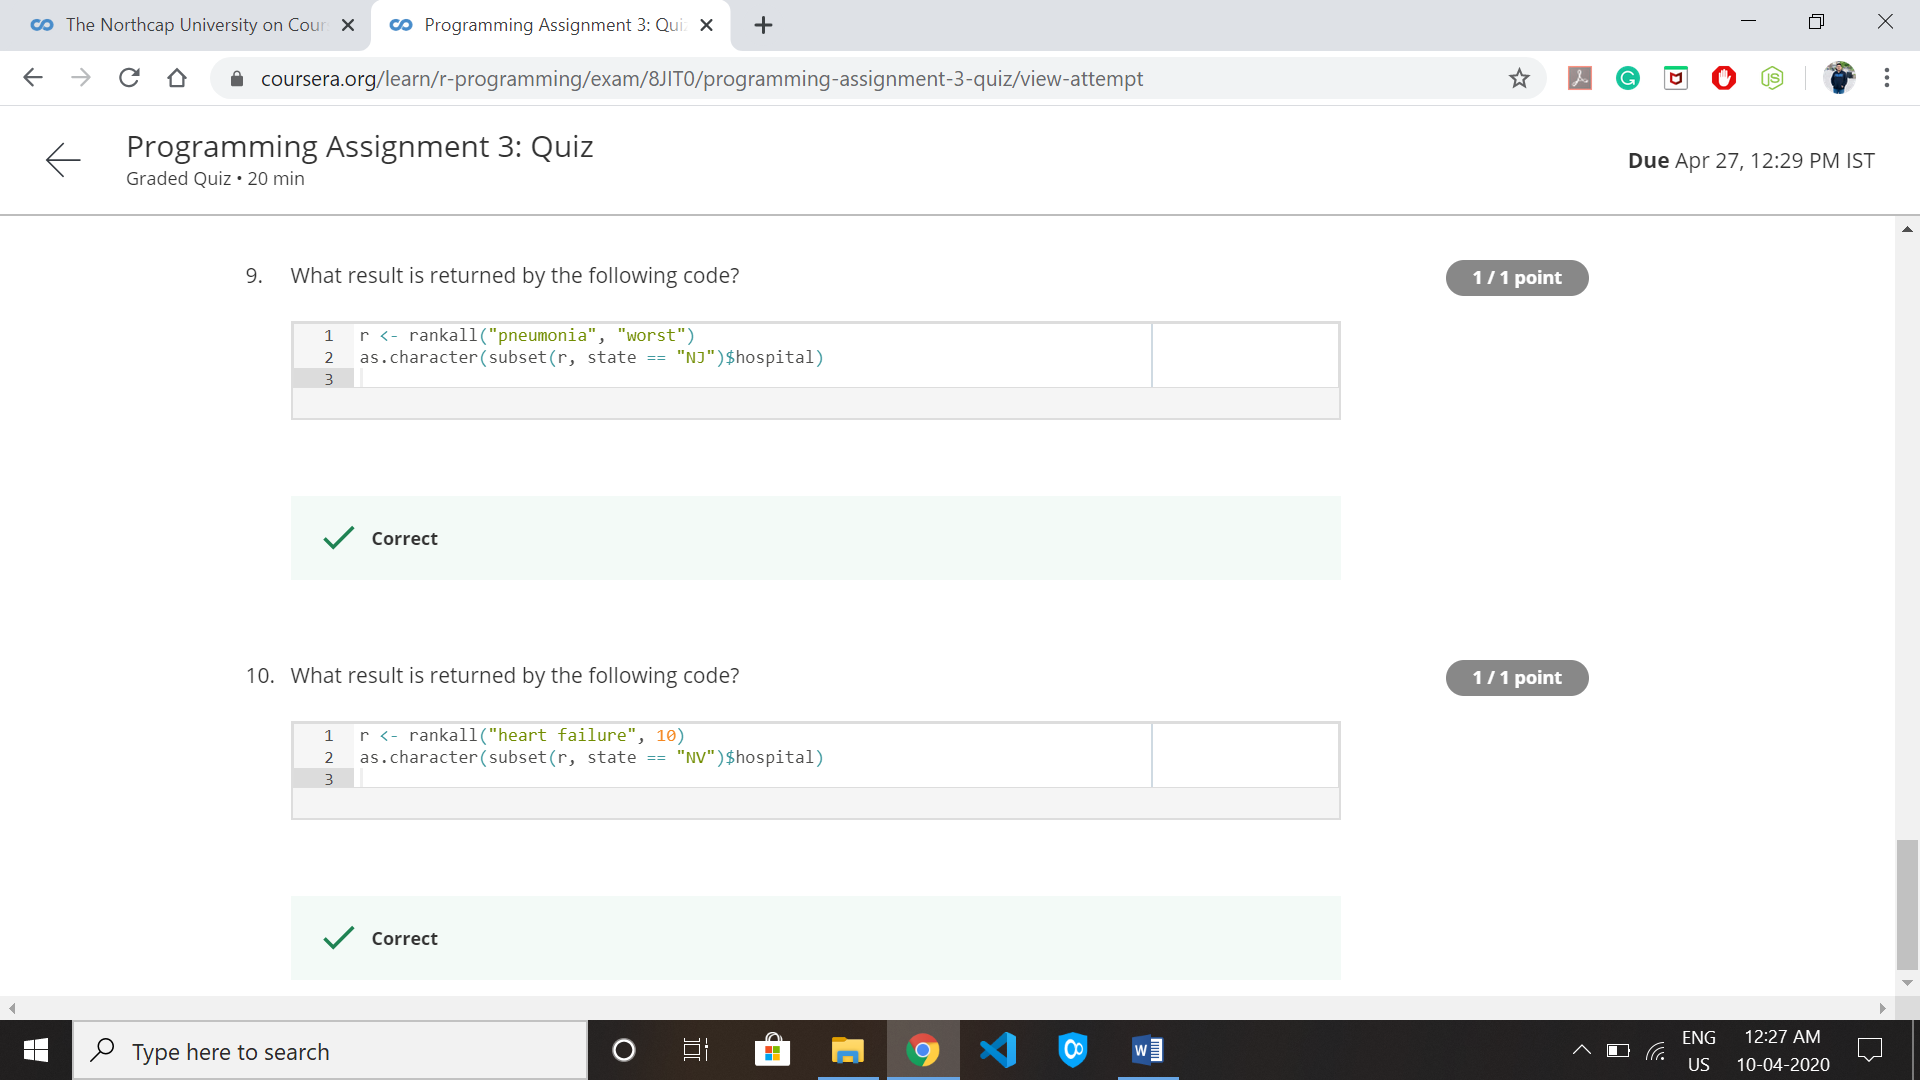 The Northcap University on Cour
Programming Assignment 3: Qui
coursera.org/learn/r-programming/exam/8JIT0/programming-assignment-3-quiz/view-attempt
Programming Assignment 3: Quiz
Graded Quiz • 20 min
Due Apr 27, 12:29 PM IST
9. What result is returned by the following code?
1 / 1 point
1 r <- rankall("pneumonia", "worst")
2 as.character(subset(r, state == "NJ")$hospital)
3
Correct
10. What result is returned by the following code?
1 / 1 point
1 r <- rankall("heart failure", 10)
2 as.character(subset(r, state == "NV")$hospital)
3
Correct
Type here to search
ENG
US
12:27 AM
10-04-2020